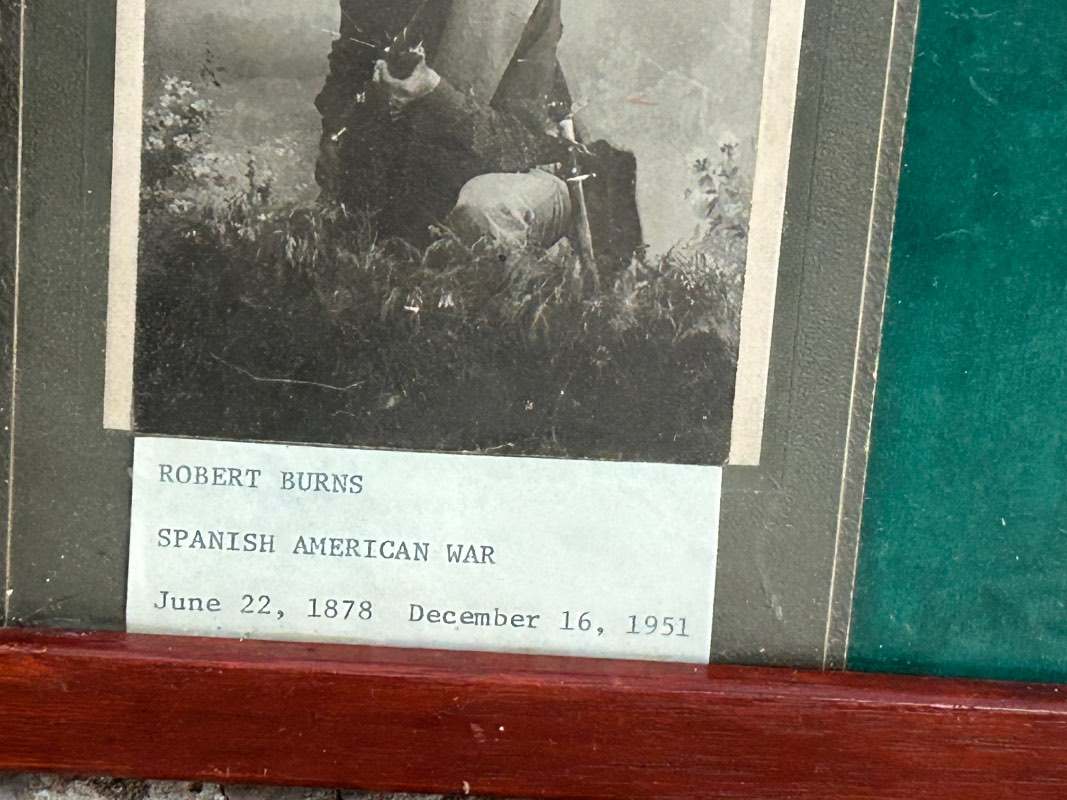 ROBERT BURNS
SPANISH AMERICAN WAR
June 22, 1878 December 16, 1951